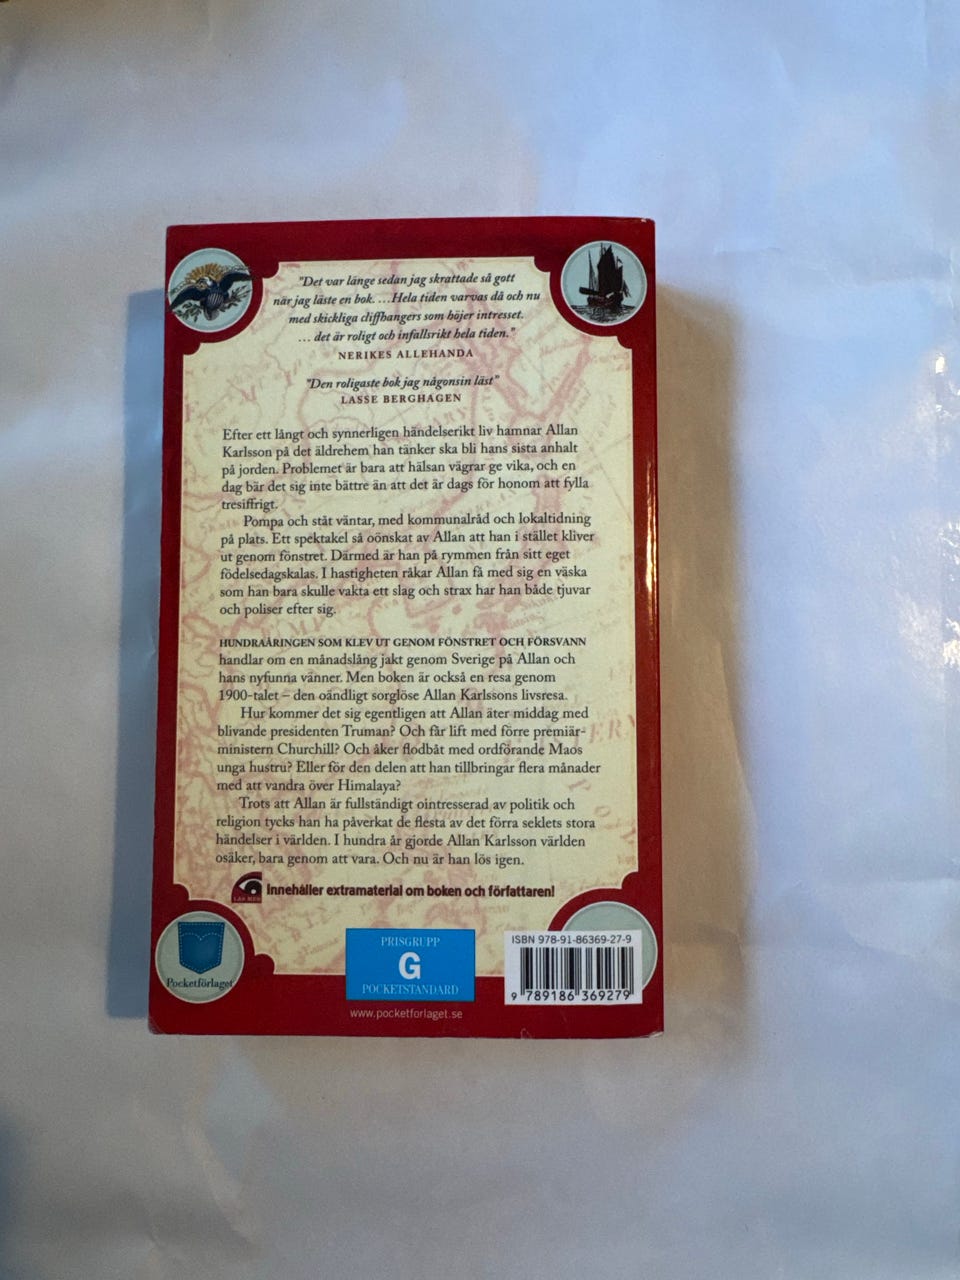 "Det var länge sedan jag skrattade så gott
när jag läste en bok. …Hela tiden varvas då och nu
med skickliga cliffhangers som höjer intresset.
… det är roligt och infallsrikt hela tiden."
NERIKES ALLEHANDA
"Den roligaste bok jag någonsin läst"
LASSE BERGHAGEN
Efter ett långt och synnerligen händelserikt liv hamnar Allan
Karlsson på det äldrehem han tänker ska bli hans sista anhalt
på jorden. Problemet är bara att hälsan vägrar ge vika, och en
dag bär det sig inte bättre än att det är dags för honom att fylla
tresiffrigt.
Pompa och ståt väntar, med kommunalråd och lokaltidning
på plats. Ett spektakel så oönskat av Allan att han i stället kliver
ut genom fönstret. Därmed är han på rymmen från sitt eget
födelsedagskalas. I hastigheten råkar Allan få med sig en väska
som han bara skulle vakta ett slag och strax har han både tjuvar
och poliser efter sig.
HUNDRAÅRINGEN SOM KLEV UT GENOM FÖNSTRET OCH FÖRSVANN
handlar om en månadslång jakt genom Sverige på Allan och
hans nyfunna vänner. Men boken är också en resa genom
1900-talet – den oändligt sorglöse Allan Karlssons livsresa.
Hur kommer det sig egentligen att Allan äter middag med
blivande presidenten Truman? Och får lift med förre premiär-
ministern Churchill? Och åker flodbåt med ordförande Maos
unga hustru? Eller för den delen att han tillbringar flera månader
med att vandra över Himalaya?
Trots att Allan är fullständigt ointresserad av politik och
religion tycks han ha påverkat de flesta av det förra seklets stora
händelser i världen. I hundra år gjorde Allan Karlsson världen
osäker, bara genom att vara. Och nu är han lös igen.
LÄS MER
Innehåller extramaterial om boken och författaren!
Pocketförlaget
PRISGRUPP
G
POCKETSTANDARD
www.pocketforlaget.se
ISBN 978-91-86369-27-9
9 789186 369279